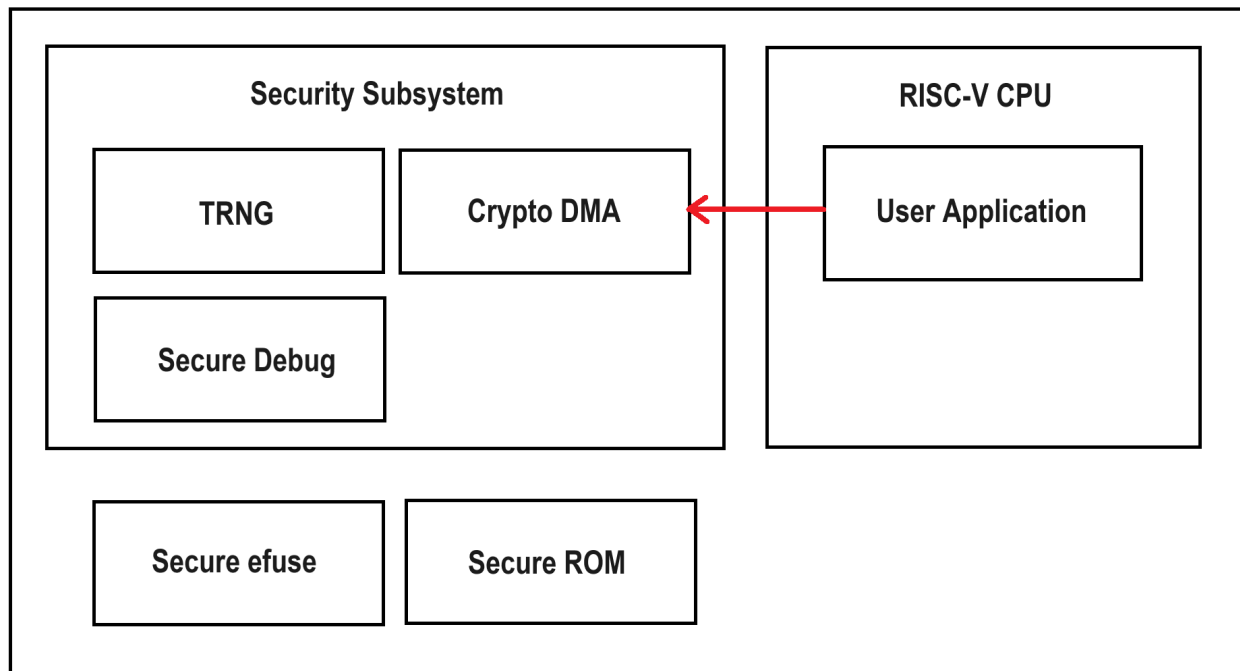 Security Subsystem
RISC-V CPU
TRNG
Crypto DMA
User Application
Secure Debug
Secure efuse
Secure ROM